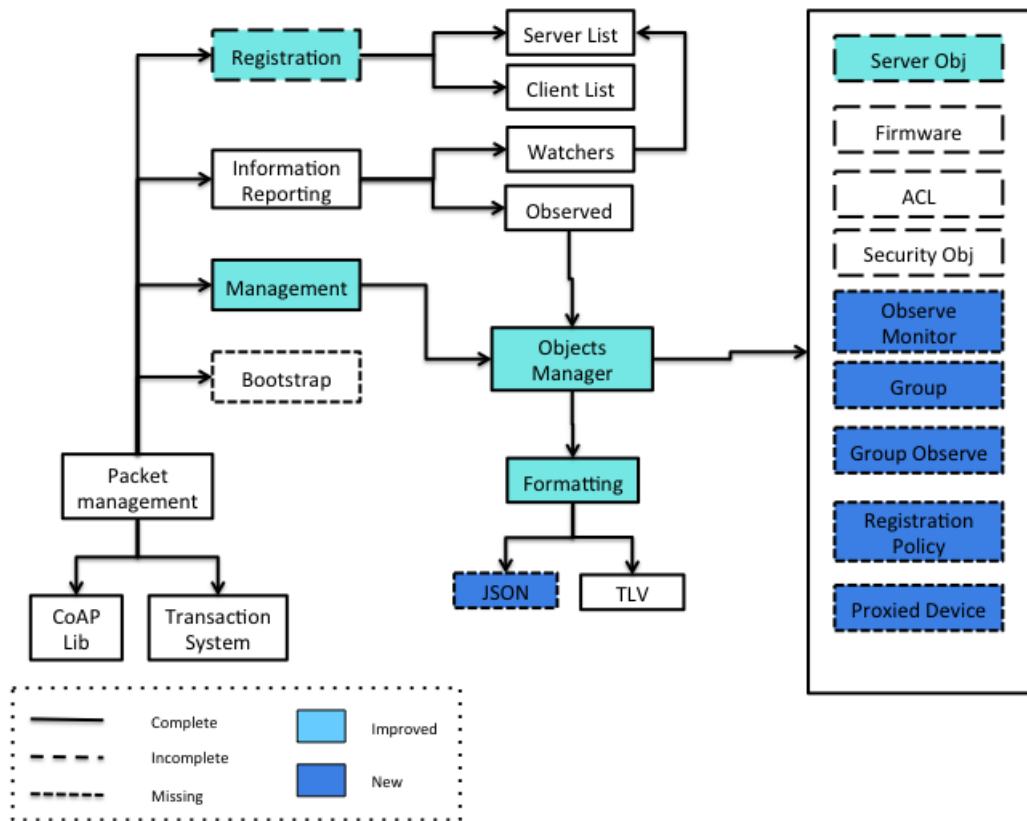 Registration
Server List
Client List
Information
Reporting
Watchers
Observed
Management
Objects
Manager
Bootstrap
Packet
management
Formatting
JSON
TLV
CoAP
Lib
Transaction
System
Server Obj
Firmware
ACL
Security Obj
Observe
Monitor
Group
Group Observe
Registration
Policy
Proxied Device
Complete
Incomplete
Missing
Improved
New